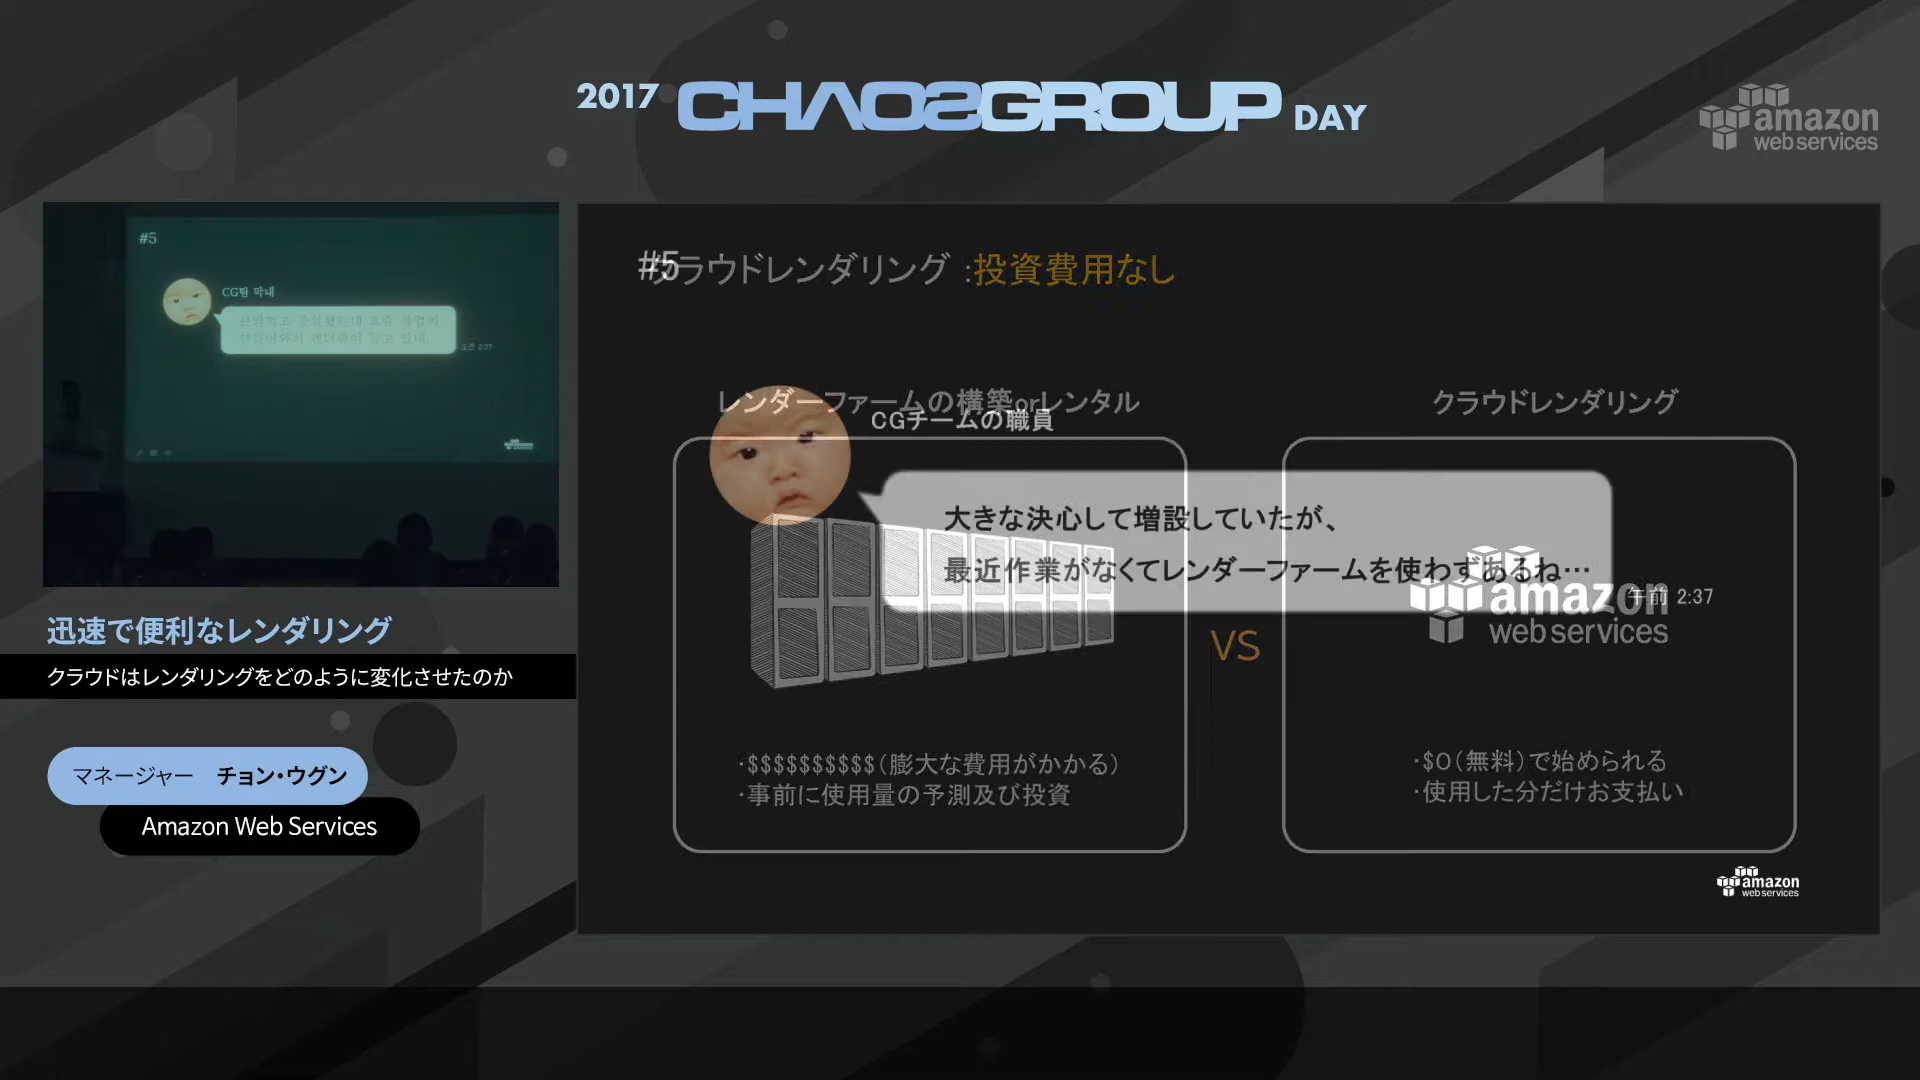 2017 CHAOSGROUP DAY
amazon
web services
#5
CG팀 막내
迅速で便利なレンダリング
クラウドはレンダリングをどのように変化させたのか
マネージャー チョン・ウグン
Amazon Web Services
#5
クラウドレンダリング :投資費用なし
レンダーファームの構築orレンタル
CGチームの職員
大きな決心して増設していたが、
最近作業がなくてレンダーファームを使わずあるね…
午前 2:37
・$$$$$$$$$$(膨大な費用がかかる)
・事前に使用量の予測及び投資
VS
クラウドレンダリング
amazon
web services
・$0(無料)で始められる
・使用した分だけお支払い
amazon
web services